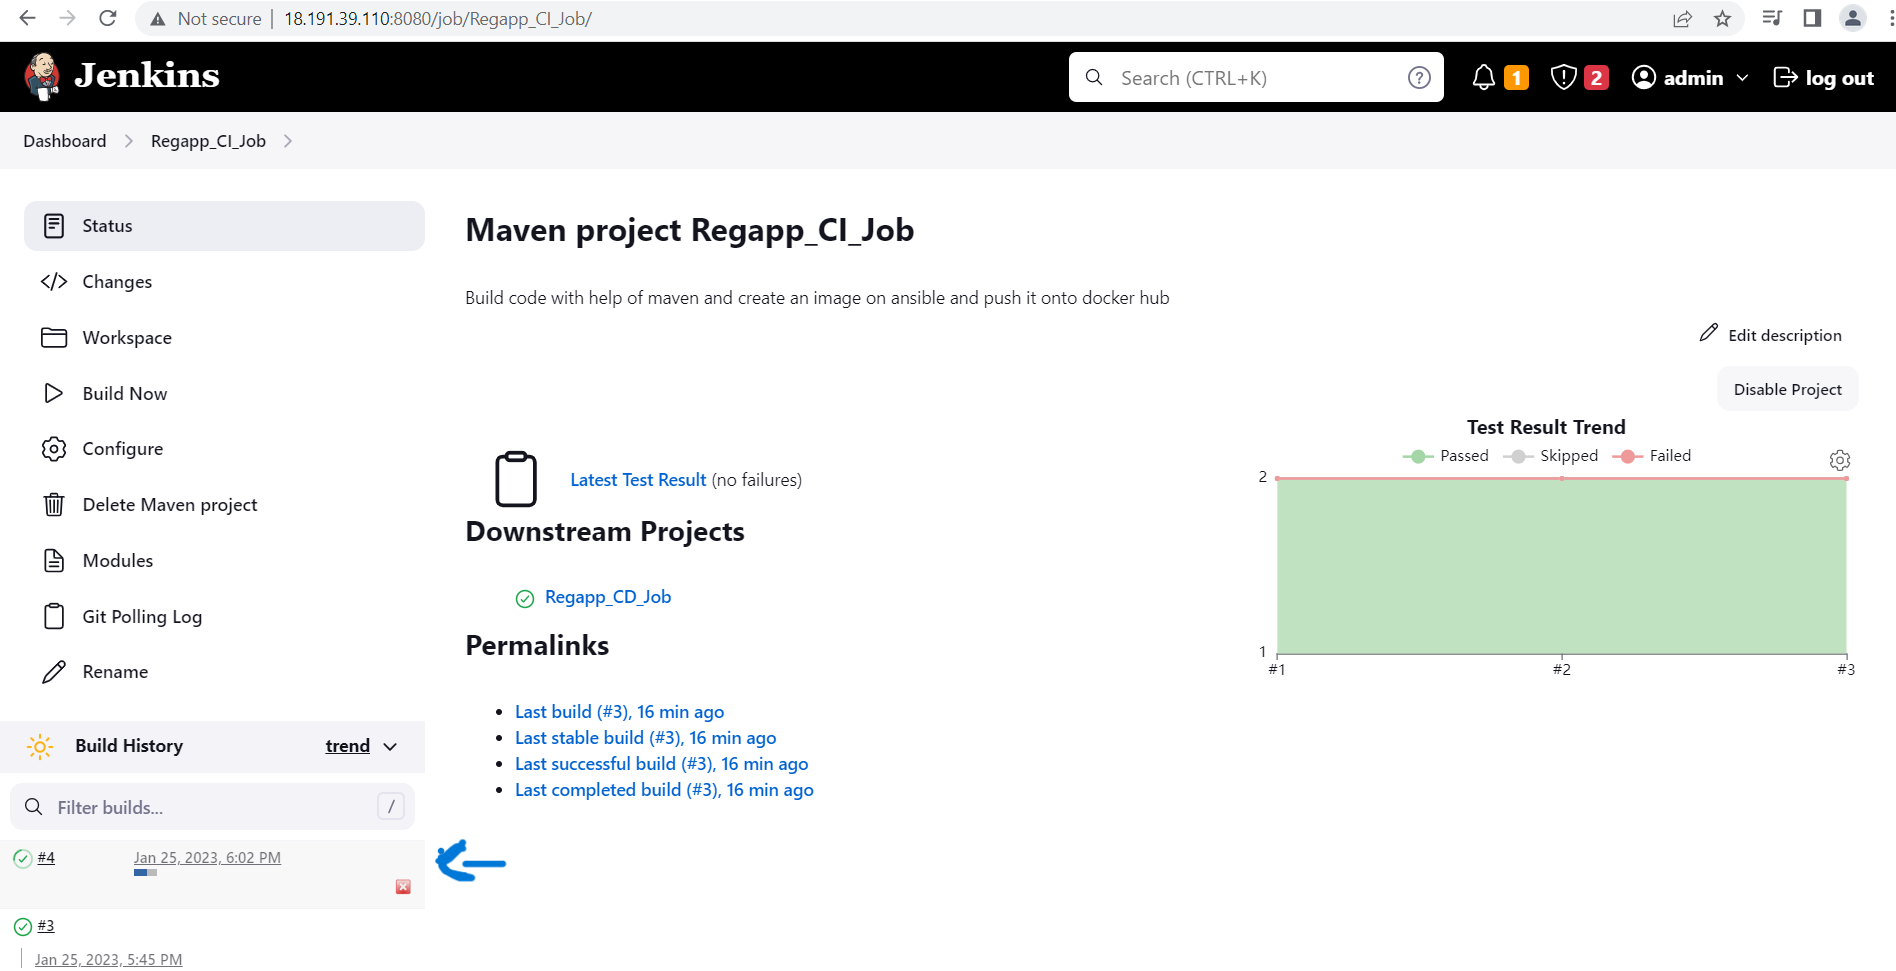 Not secure | 18.191.39.110:8080/job/Regapp_CI_Job/
Jenkins
Search (CTRL+K)
?
1
2
admin
log out
Dashboard
Regapp_CI_Job
Status
Changes
Workspace
Build Now
Configure
Delete Maven project
Modules
Git Polling Log
Rename
Build History
trend
Filter builds...
/
#4
Jan 25, 2023, 6:02 PM
#3
Jan 25, 2023, 5:45 PM
Maven project Regapp_CI_Job
Build code with help of maven and create an image on ansible and push it onto docker hub
Edit description
Disable Project
Latest Test Result (no failures)
Downstream Projects
Regapp_CD_Job
Permalinks
• Last build (#3), 16 min ago
• Last stable build (#3), 16 min ago
• Last successful build (#3), 16 min ago
• Last completed build (#3), 16 min ago
Test Result Trend
Passed Skipped Failed
2
1
#1 #2 #3